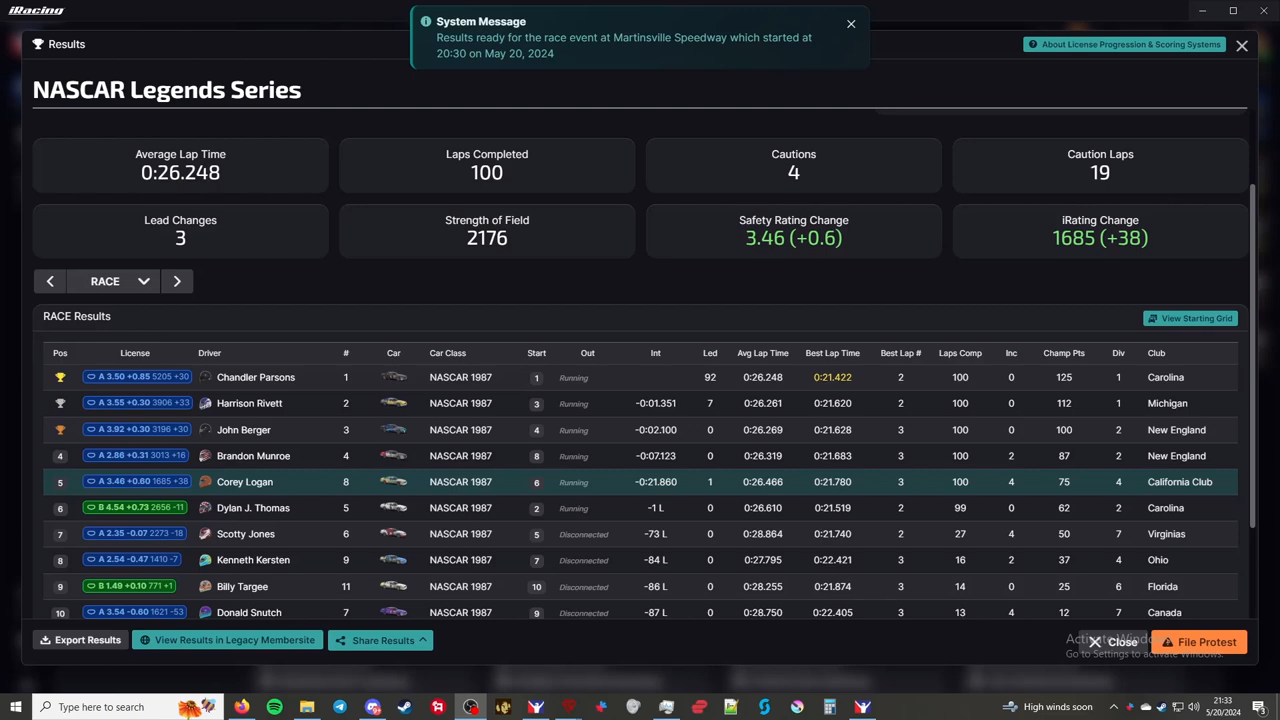 iRacing
System Message
Results ready for the race event at Martinsville Speedway which started at
20:30 on May 20, 2024
Results
About License Progression & Scoring Systems
NASCAR Legends Series
Average Lap Time Laps Completed Cautions Caution Laps
0:26.248 100 4 19
Lead Changes Strength of Field Safety Rating Change iRating Change
3 2176 3.46 (+0.6) 1685 (+38)
RACE
RACE Results
View Starting Grid
Pos License Driver # Car Car Class Start Out Int Led Avg Lap Time Best Lap Time Best Lap # Laps Comp Inc Champ Pts Div Club
A 3.50 +0.85 5205 +30 Chandler Parsons 1 NASCAR 1987 1 Running 92 0:26.248 0:21.422 2 100 0 125 1 Carolina
A 3.55 +0.30 3906 +33 Harrison Rivett 2 NASCAR 1987 3 Running -0:01.351 7 0:26.261 0:21.620 2 100 0 112 1 Michigan
A 3.92 +0.30 3196 +30 John Berger 3 NASCAR 1987 4 Running -0:02.100 0 0:26.269 0:21.628 3 100 0 100 2 New England
4 A 2.86 +0.31 3013 +16 Brandon Munroe 4 NASCAR 1987 8 Running -0:07.123 0 0:26.319 0:21.683 3 100 2 87 2 New England
5 A 3.46 +0.60 1685 +38 Corey Logan 8 NASCAR 1987 6 Running -0:21.860 1 0:26.466 0:21.780 3 100 4 75 4 California Club
6 B 4.54 +0.73 2656 -11 Dylan J. Thomas 5 NASCAR 1987 2 Running -1 L 0 0:26.610 0:21.519 2 99 0 62 2 Carolina
7 A 2.35 -0.07 2273 -18 Scotty Jones 6 NASCAR 1987 5 Disconnected -73 L 0 0:28.864 0:21.740 2 27 4 50 7 Virginias
8 A 2.54 -0.47 1410 -7 Kenneth Kersten 8 NASCAR 1987 7 Disconnected -84 L 0 0:27.795 0:22.421 3 16 2 37 4 Ohio
9 B 1.49 +0.10 771 +1 Billy Targee 11 NASCAR 1987 10 Disconnected -86 L 0 0:28.255 0:21.874 3 14 0 25 6 Florida
10 A 3.54 -0.60 1621 -53 Donald Snutch 7 NASCAR 1987 9 Disconnected -87 L 0 0:28.750 0:22.405 3 13 4 12 7 Canada
Export Results View Results in Legacy Membersite Share Results Close File Protest
Activate Windo
Go to Settings to activate Windows.
Type here to search
High winds soon
21:33
5/20/2024